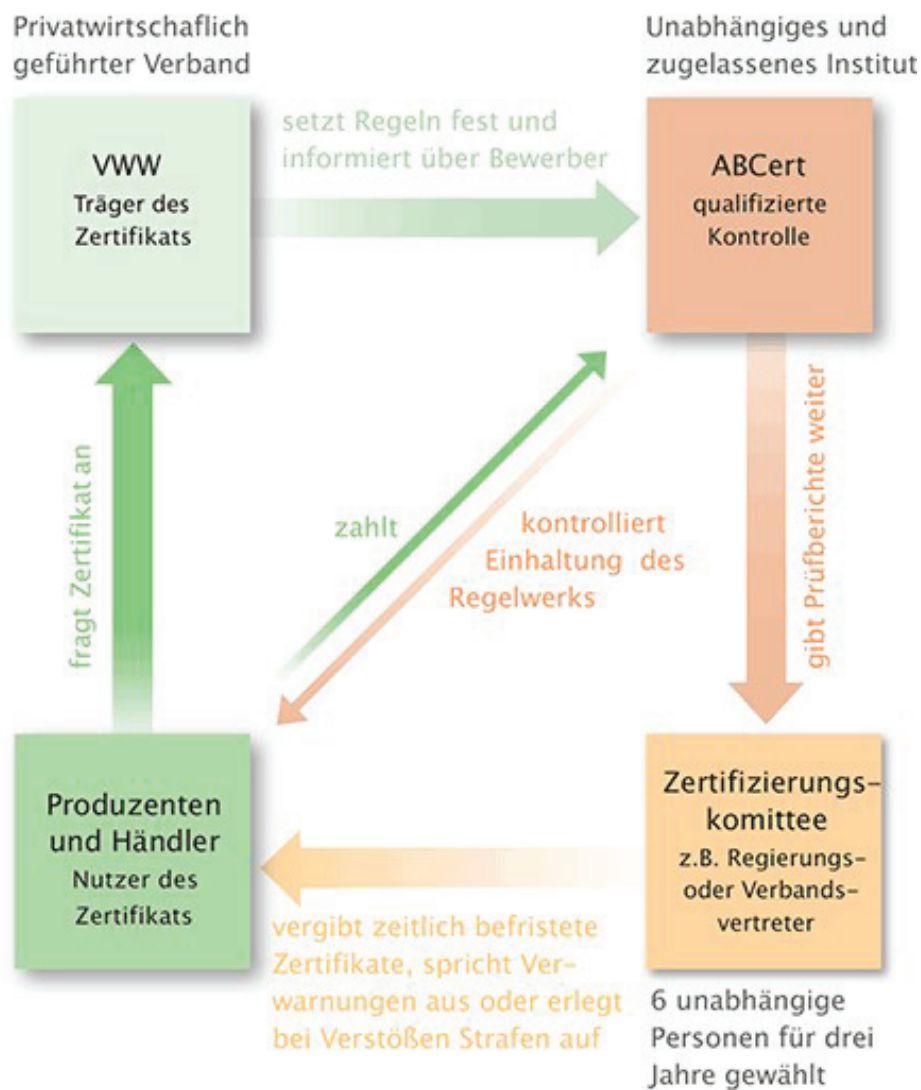 Privatwirtschaflich
geführter Verband
Unabhängiges und
zugelassenes Institut
VWW
Träger des
Zertifikats
setzt Regeln fest und
informiert über Bewerber
ABCert
qualifizierte
Kontrolle
fragt Zertifikat an
zahlt
kontrolliert
Einhaltung des
Regelwerks
gibt Prüfberichte weiter
Produzenten
und Händler
Nutzer des
Zertifikats
vergibt zeitlich befristete
Zertifikate, spricht Ver-
warnungen aus oder erlegt
bei Verstößen Strafen auf
Zertifizierungs-
komittee
z.B. Regierungs-
oder Verbands-
vertreter
6 unabhängige
Personen für drei
Jahre gewählt